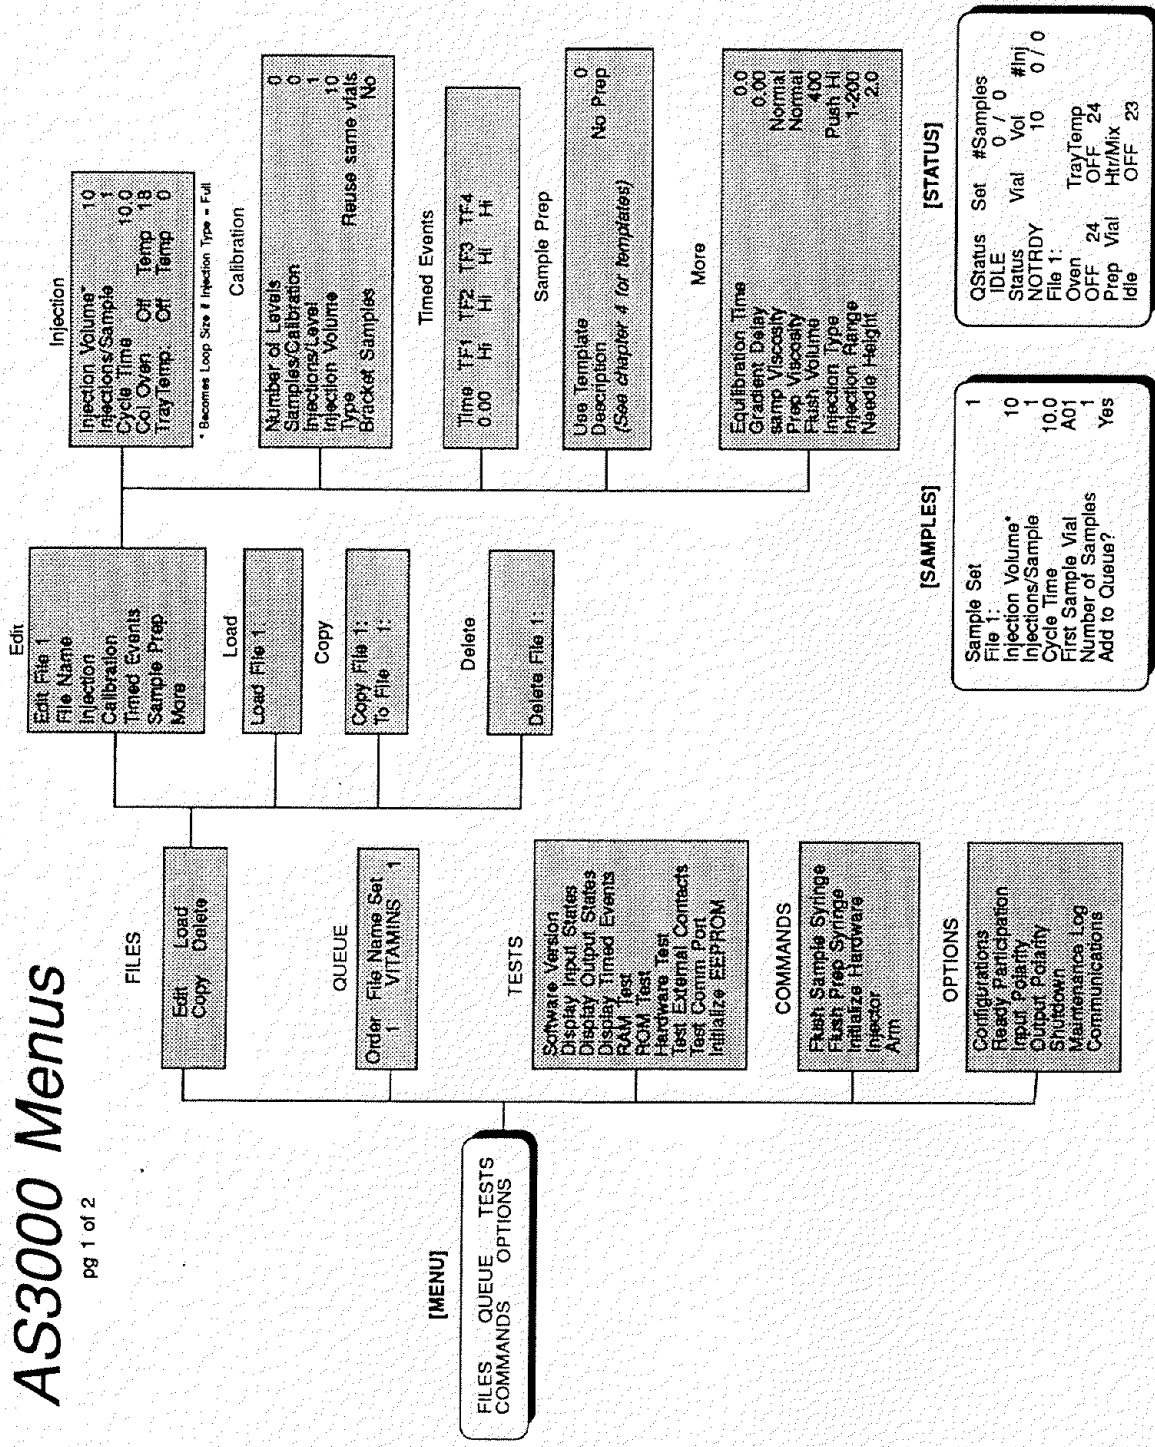 AS3000 Menus
pg 1 of 2
[MENU]
FILES QUEUE TESTS
COMMANDS OPTIONS
FILES
Edit Load
Copy Delete
QUEUE
Order File Name Set
1 VITAMINS 1
TESTS
Software Version
Display Input States
Display Output States
Display Timed Events
RAM Test
ROM Test
Hardware Test
Test External Contacts
Test Comm Port
Initialize EEPROM
COMMANDS
Flush Sample Syringe
Flush Prep Syringe
Initialize Hardware
Injector
Arm
OPTIONS
Configurations
Ready Participation
Input Polarity
Output Polarity
Shutdown
Maintenance Log
Communications
Edit
Edit File 1
File Name
Injection
Calibration
Timed Events
Sample Prep
More
Load
Load File 1:
Copy
Copy File 1:
To File 1:
Delete
Delete File 1:
Injection
Injection Volume* 10
Injections/Sample 1
Cycle Time 10.0
Col Oven Off Temp 18
TrayTemp: Off Temp 0
* Becomes Loop Size if Injection Type = Full
Calibration
Number of Levels 0
Samples/Calibration 0
Injections/Level 1
Injection Volume 10
Type Reuse same vials
Bracket Samples No
Timed Events
Time TF1 TF2 TF3 TF4
0.00 Hi Hi Hi Hi
Sample Prep
Use Template 0
Description No Prep
(See chapter 4 for templates)
More
Equilibration Time 0.0
Gradient Delay 0.00
samp Viscosity Normal
Prep Viscosity Normal
Flush Volume 400
Injection Type Push Hi
Injection Range 1-200
Needle Height 2.0
[SAMPLES]
Sample Set 1
File 1:
Injection Volume* 10
Injections/Sample 1
Cycle Time 10.0
First Sample Vial A01
Number of Samples 1
Add to Queue? Yes
[STATUS]
QStatus Set #Samples
IDLE 0 / 0
Status Vial Vol #Inj
NOTRDY 10 0 / 0
File 1:
Oven TrayTemp
OFF 24 OFF 24
Prep Vial Htr/Mix
Idle OFF 23